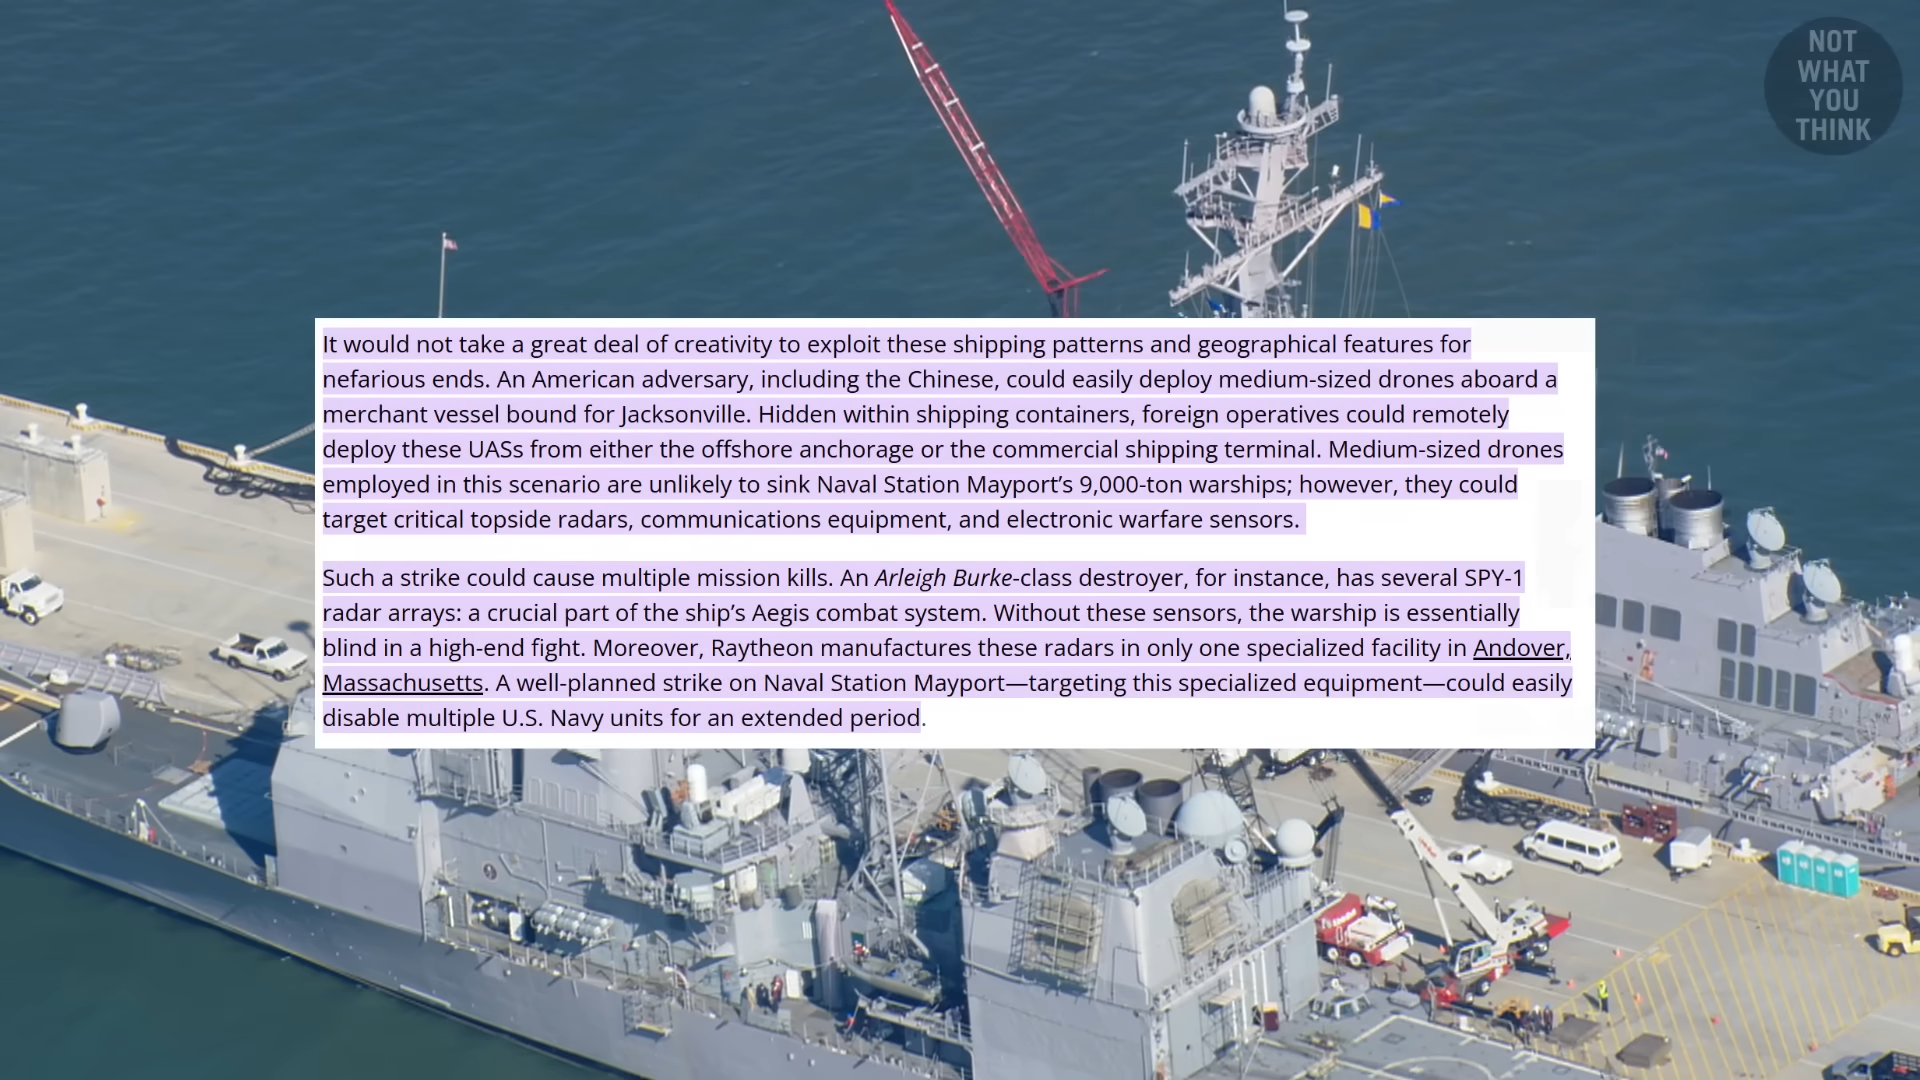 NOT
WHAT
YOU
THINK
It would not take a great deal of creativity to exploit these shipping patterns and geographical features for
nefarious ends. An American adversary, including the Chinese, could easily deploy medium-sized drones aboard a
merchant vessel bound for Jacksonville. Hidden within shipping containers, foreign operatives could remotely
deploy these UASs from either the offshore anchorage or the commercial shipping terminal. Medium-sized drones
employed in this scenario are unlikely to sink Naval Station Mayport’s 9,000-ton warships; however, they could
target critical topside radars, communications equipment, and electronic warfare sensors.
Such a strike could cause multiple mission kills. An Arleigh Burke-class destroyer, for instance, has several SPY-1
radar arrays: a crucial part of the ship’s Aegis combat system. Without these sensors, the warship is essentially
blind in a high-end fight. Moreover, Raytheon manufactures these radars in only one specialized facility in Andover,
Massachusetts. A well-planned strike on Naval Station Mayport—targeting this specialized equipment—could easily
disable multiple U.S. Navy units for an extended period.